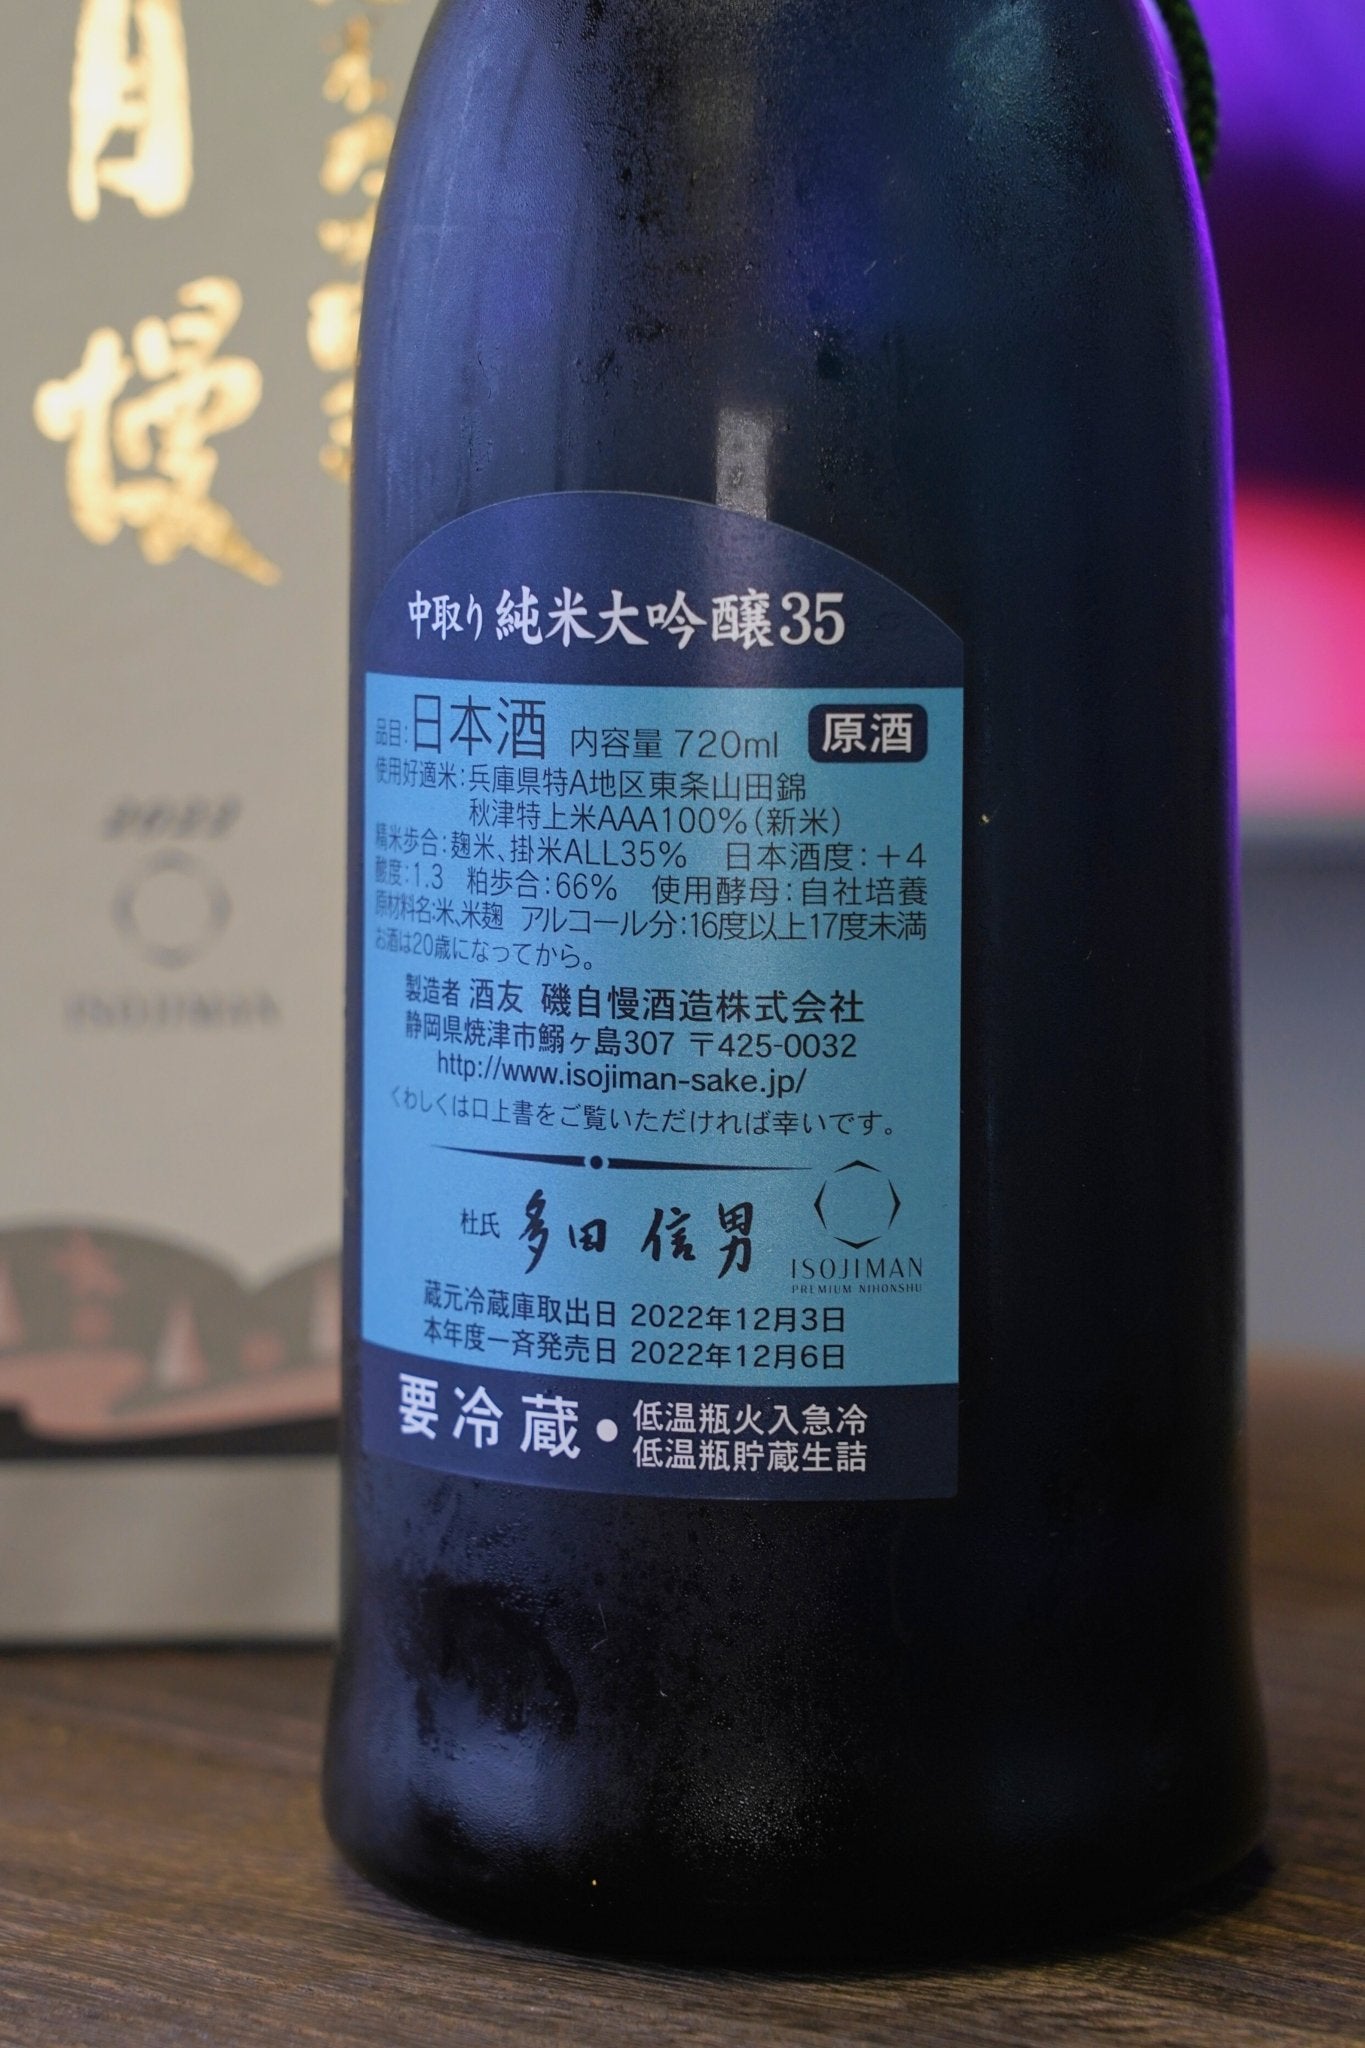 自
慢
2022
ISOJIMAN
中取り 純米大吟醸35
品目:日本酒 内容量 720ml 原酒
使用好適米:兵庫県特A地区東条山田錦
秋津特上米AAA100%(新米)
精米歩合:麹米、掛米ALL35% 日本酒度:+4
酸度:1.3 粕歩合:66% 使用酵母:自社培養
原材料名:米、米麹 アルコール分:16度以上17度未満
お酒は20歳になってから。
製造者 酒友 磯自慢酒造株式会社
静岡県焼津市鰯ヶ島307 〒425-0032
http://www.isojiman-sake.jp/
くわしくは口上書をご覧いただければ幸いです。
杜氏 多田 信男
ISOJIMAN
PREMIUM NIHONSHU
蔵元冷蔵庫取出日 2022年12月3日
本年度一斉発売日 2022年12月6日
要冷蔵・低温瓶火入急冷
低温瓶貯蔵生詰